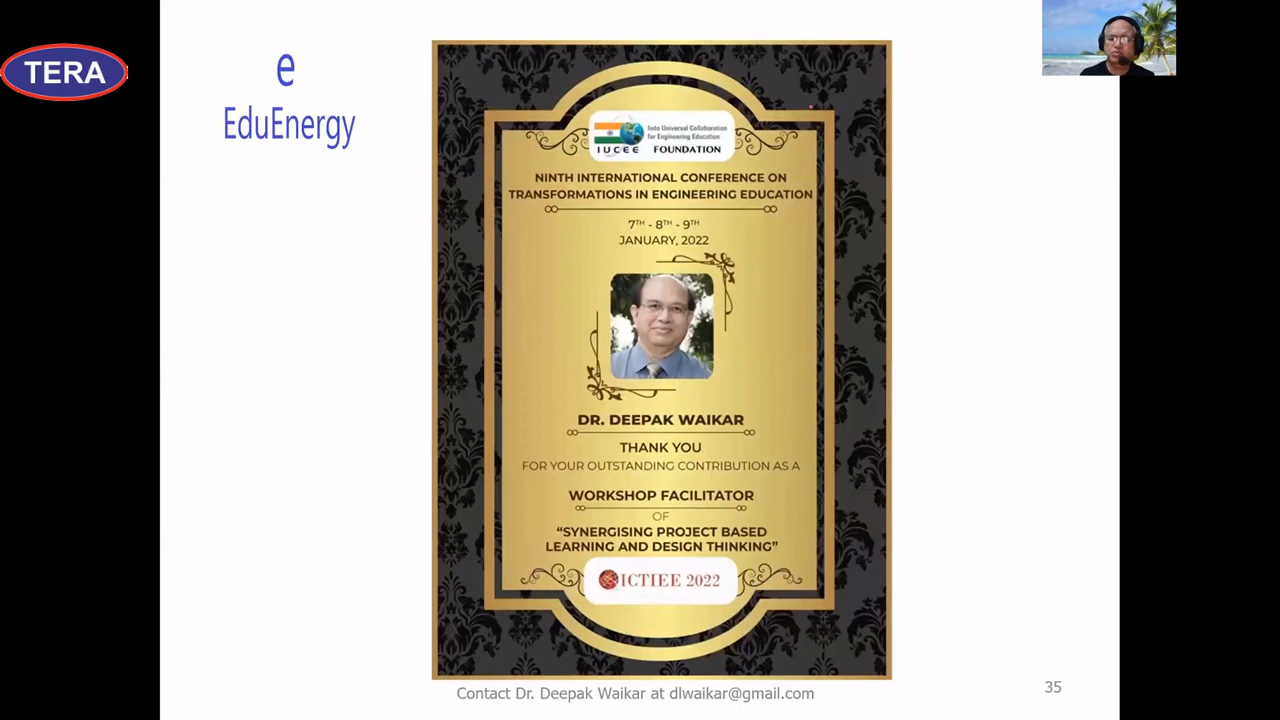 TERA
e
EduEnergy
Indo Universal Collaboration
for Engineering Education
IUCEE FOUNDATION
NINTH INTERNATIONAL CONFERENCE ON
TRANSFORMATIONS IN ENGINEERING EDUCATION
7TH - 8TH - 9TH
JANUARY, 2022
DR. DEEPAK WAIKAR
THANK YOU
FOR YOUR OUTSTANDING CONTRIBUTION AS A
WORKSHOP FACILITATOR
OF
“SYNERGISING PROJECT BASED
LEARNING AND DESIGN THINKING”
ICTIEE 2022
Contact Dr. Deepak Waikar at dlwaikar@gmail.com
35